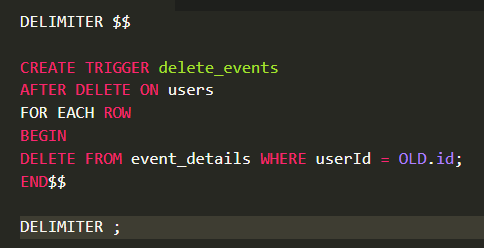 DELIMITER $$
CREATE TRIGGER delete_events
AFTER DELETE ON users
FOR EACH ROW
BEGIN
DELETE FROM event_details WHERE userId = OLD.id;
END$$
DELIMITER ;